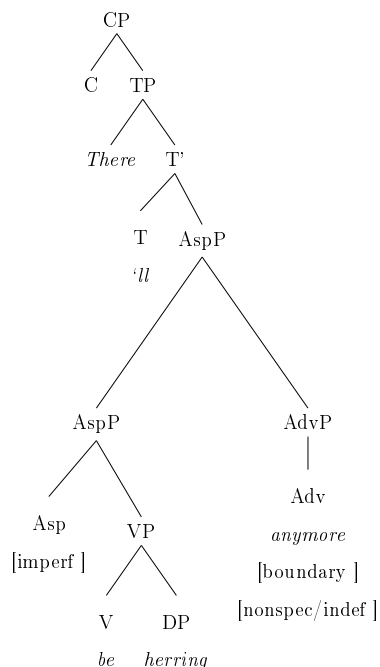 CP
C TP
There T'
T AspP
‘ll
AspP AdvP
Asp VP Adv
[imperf ] anymore
[boundary ]
V DP [nonspec/indef ]
be herring